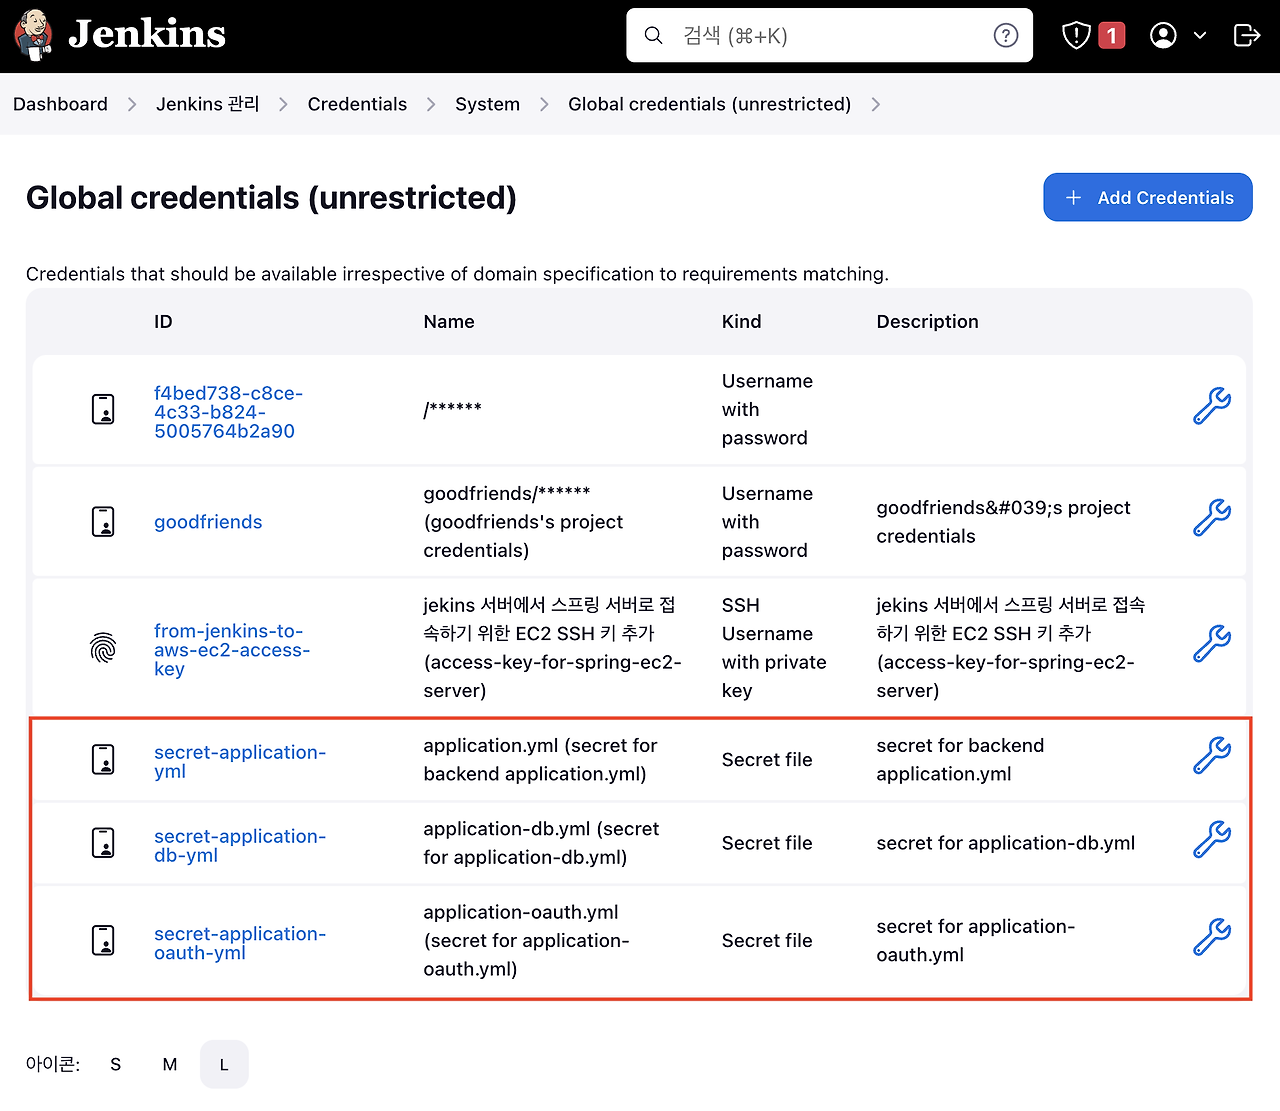 Jenkins
검색 (⌘+K)
1
Dashboard > Jenkins 관리 > Credentials > System > Global credentials (unrestricted) >
Global credentials (unrestricted)
+ Add Credentials
Credentials that should be available irrespective of domain specification to requirements matching.
ID Name Kind Description
f4bed738-c8ce-
4c33-b824-
5005764b2a90
/******
Username
with
password
goodfriends
goodfriends/******
(goodfriends's project
credentials)
Username
with
password
goodfriends&#039;s project
credentials
from-jenkins-to-
aws-ec2-access-
key
jekins 서버에서 스프링 서버로 접
속하기 위한 EC2 SSH 키 추가
(access-key-for-spring-ec2-
server)
SSH
Username
with private
key
jekins 서버에서 스프링 서버로 접속
하기 위한 EC2 SSH 키 추가
(access-key-for-spring-ec2-
server)
secret-application-
yml
application.yml (secret for
backend application.yml)
Secret file
secret for backend
application.yml
secret-application-
db-yml
application-db.yml (secret
for application-db.yml)
Secret file
secret for application-db.yml
secret-application-
oauth-yml
application-oauth.yml
(secret for application-
oauth.yml)
Secret file
secret for application-
oauth.yml
아이콘: S M L